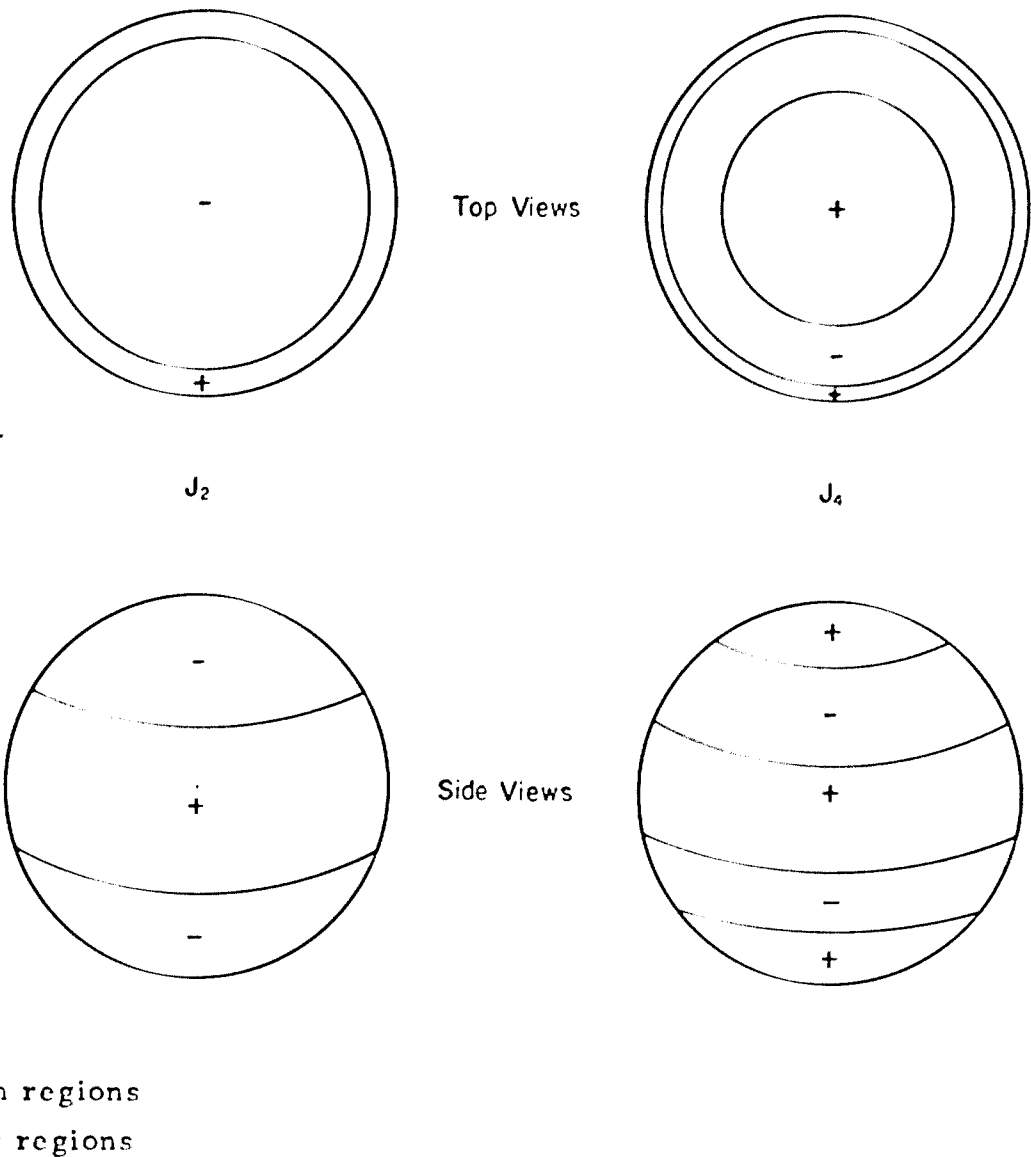 -
+
Top Views
+
-
+
J₂
J₄
-
+
-
Side Views
+
-
+
-
+
regions
regions